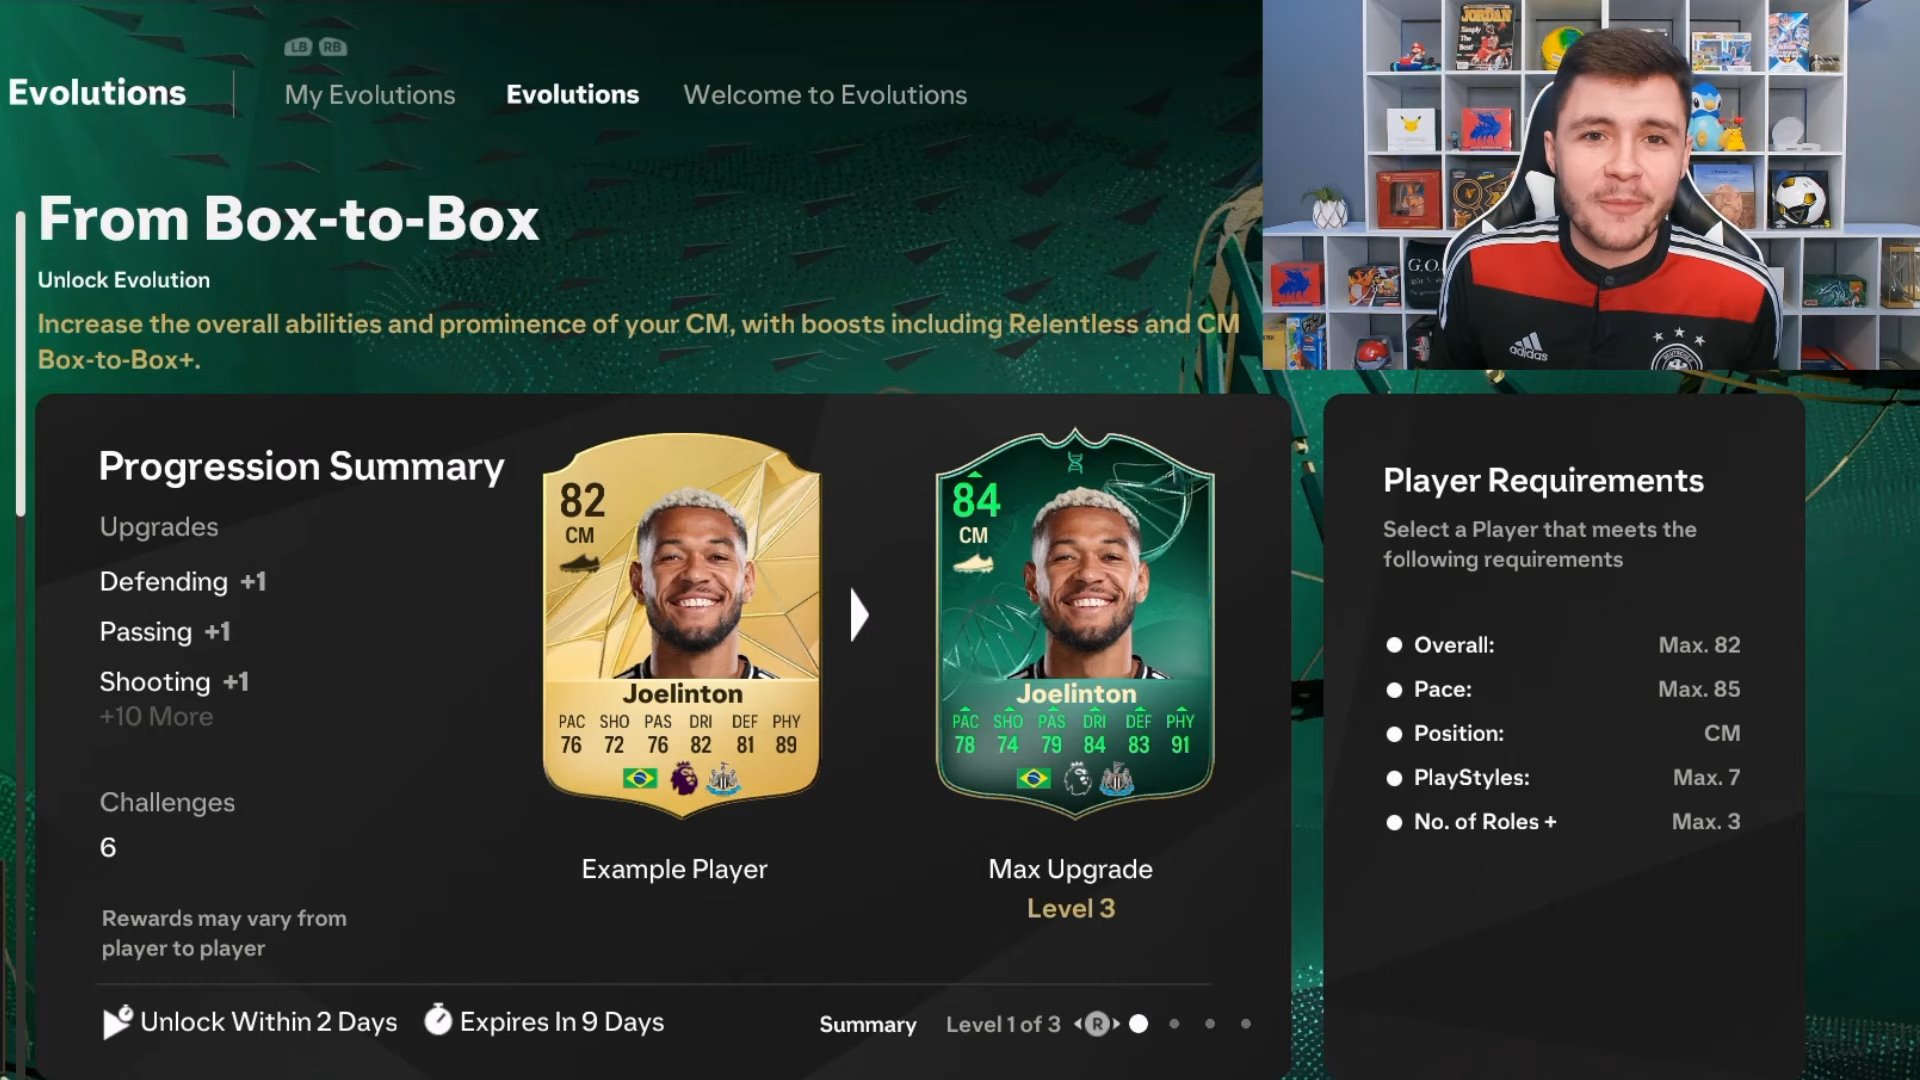 LB RB
Evolutions
My Evolutions
Evolutions
Welcome to Evolutions
From Box-to-Box
Unlock Evolution
Increase the overall abilities and prominence of your CM, with boosts including Relentless and CM
Box-to-Box+.
Progression Summary
Upgrades
Defending +1
Passing +1
Shooting +1
+10 More
Challenges
6
Rewards may vary from
player to player
82
CM
Joelinton
PAC SHO PAS DRI DEF PHY
76 72 76 82 81 89
Example Player
84
CM
Joelinton
PAC SHO PAS DRI DEF PHY
78 74 79 84 83 91
Max Upgrade
Level 3
Unlock Within 2 Days
Expires In 9 Days
Summary
Level 1 of 3
R
Player Requirements
Select a Player that meets the
following requirements
Overall: Max. 82
Pace: Max. 85
Position: CM
PlayStyles: Max. 7
No. of Roles + Max. 3
JORDAN
Simply
The
Best!
G.O.
adidas